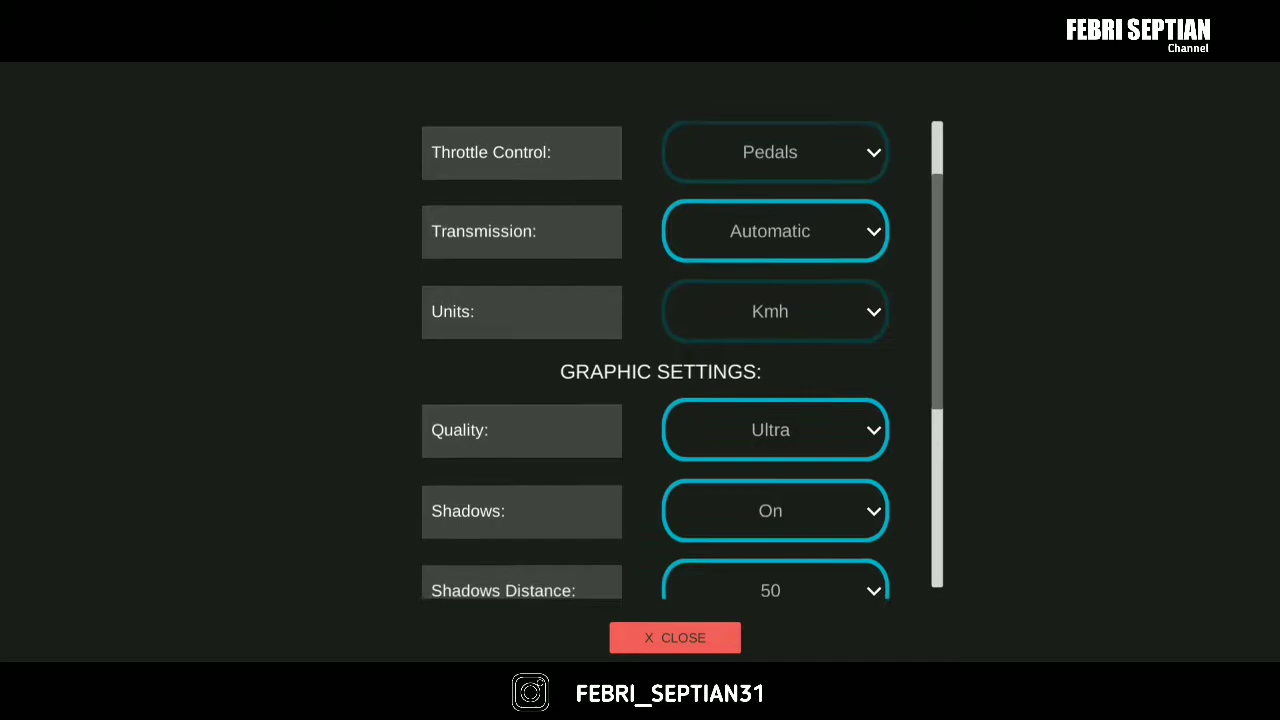 FEBRI SEPTIAN
Channel
Throttle Control:
Pedals
Transmission:
Automatic
Units:
Kmh
GRAPHIC SETTINGS:
Quality:
Ultra
Shadows:
On
Shadows Distance:
50
X CLOSE
FEBRI_SEPTIAN31